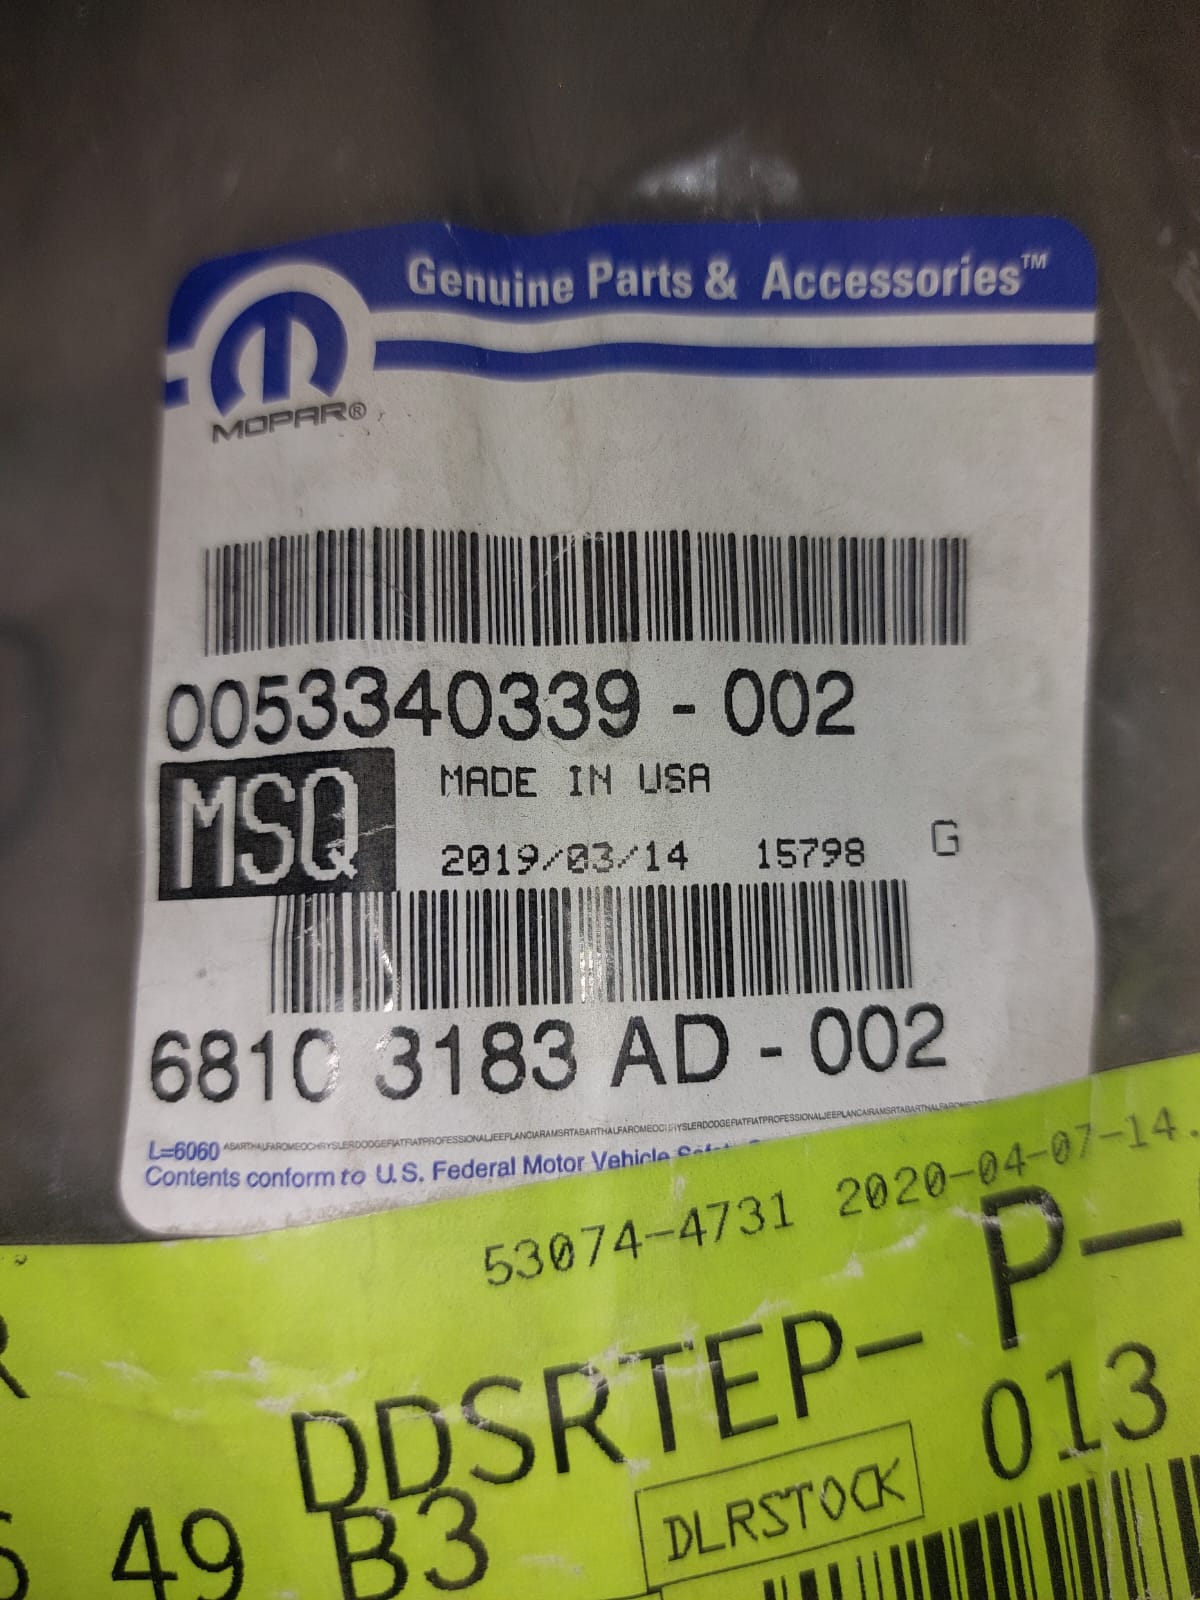 Genuine Parts & Accessories™
MOPAR®
0053340339 - 002
MSQ
MADE IN USA
2019/03/14 15798 G
6810 3183 AD - 002
L=6060
Contents conform to U.S. Federal Motor Vehicle
53074-4731 2020-04-07-14.
P-
DDSRTEP-
013
49 B3
DLRSTOCK